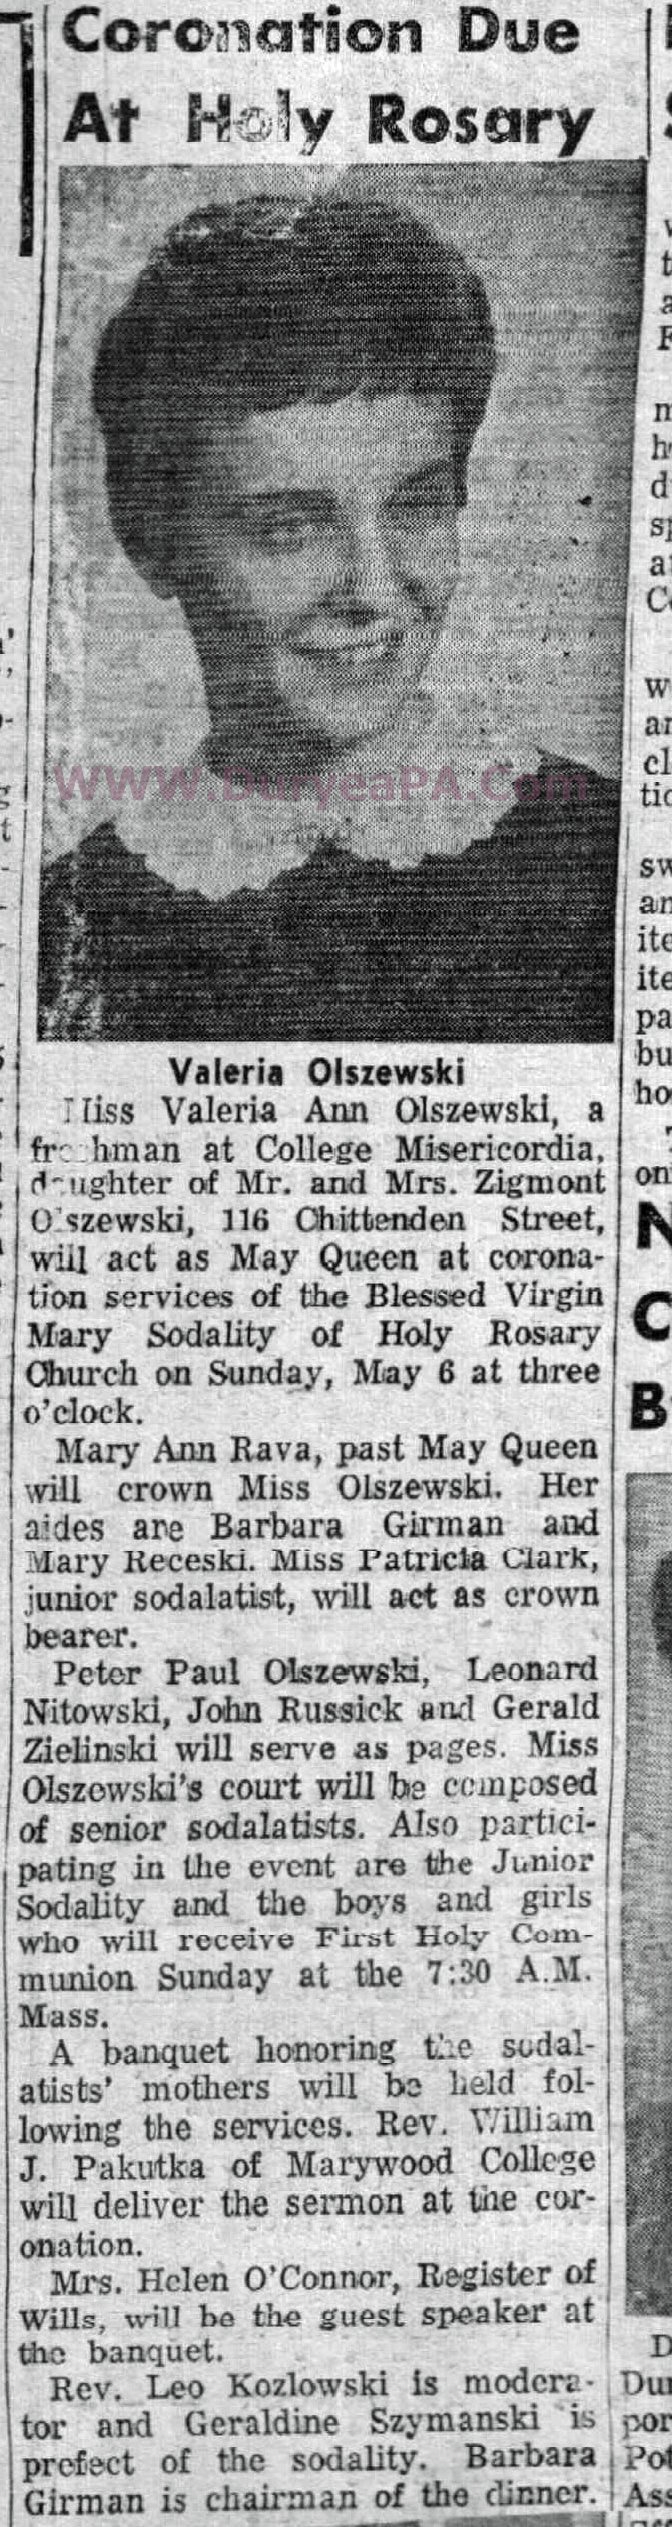 Coronation Due
At Holy Rosary
WWW.DuryeaPA.Com
Valeria Olszewski
Miss Valeria Ann Olszewski, a
freshman at College Misericordia,
daughter of Mr. and Mrs. Zigmont
Olszewski, 116 Chittenden Street,
will act as May Queen at corona-
tion services of the Blessed Virgin
Mary Sodality of Holy Rosary
Church on Sunday, May 6 at three
o'clock.
Mary Ann Rava, past May Queen
will crown Miss Olszewski. Her
aides are Barbara Girman and
Mary Receski. Miss Patricia Clark,
junior sodalatist, will act as crown
bearer.
Peter Paul Olszewski, Leonard
Nitowski, John Russick and Gerald
Zielinski will serve as pages. Miss
Olszewski's court will be composed
of senior sodalatists. Also partici-
pating in the event are the Junior
Sodality and the boys and girls
who will receive First Holy Com-
munion Sunday at the 7:30 A.M.
Mass.
A banquet honoring the sodal-
atists' mothers will be held fol-
lowing the services. Rev. William
J. Pakutka of Marywood College
will deliver the sermon at the cor-
onation.
Mrs. Helen O'Connor, Register of
Wills, will be the guest speaker at
the banquet.
Rev. Leo Kozlowski is modera-
tor and Geraldine Szymanski is
prefect of the sodality. Barbara
Girman is chairman of the dinner.